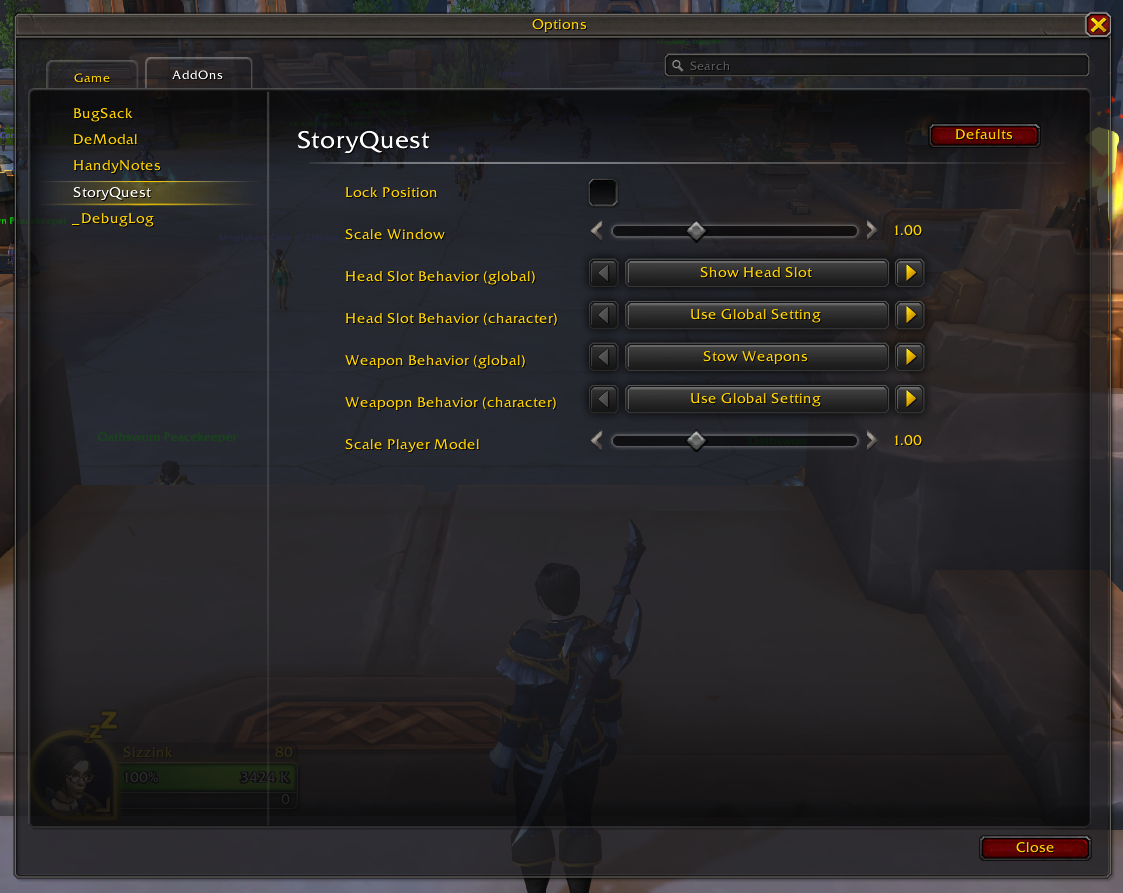 Options
Game
AddOns
Search
BugSack
DeModal
HandyNotes
StoryQuest
_DebugLog
StoryQuest
Defaults
Lock Position
Scale Window
1.00
Head Slot Behavior (global)
Show Head Slot
Head Slot Behavior (character)
Use Global Setting
Weapon Behavior (global)
Stow Weapons
Weapopn Behavior (character)
Use Global Setting
Scale Player Model
1.00
Oathsworn Peacekeeper
Sizzink
80
100%
3424 K
0
Close